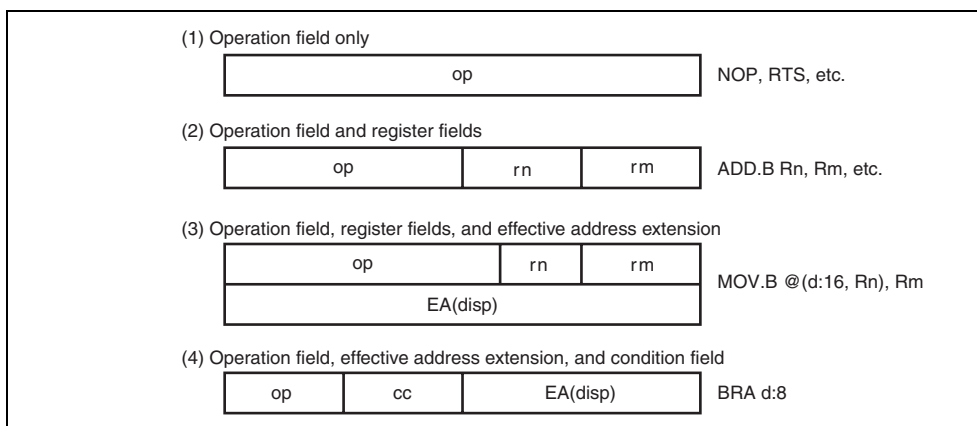 (1) Operation field only
op
NOP, RTS, etc.
(2) Operation field and register fields
op rn rm
ADD.B Rn, Rm, etc.
(3) Operation field, register fields, and effective address extension
op rn rm
MOV.B @(d:16, Rn), Rm
EA(disp)
(4) Operation field, effective address extension, and condition field
op cc EA(disp)
BRA d:8